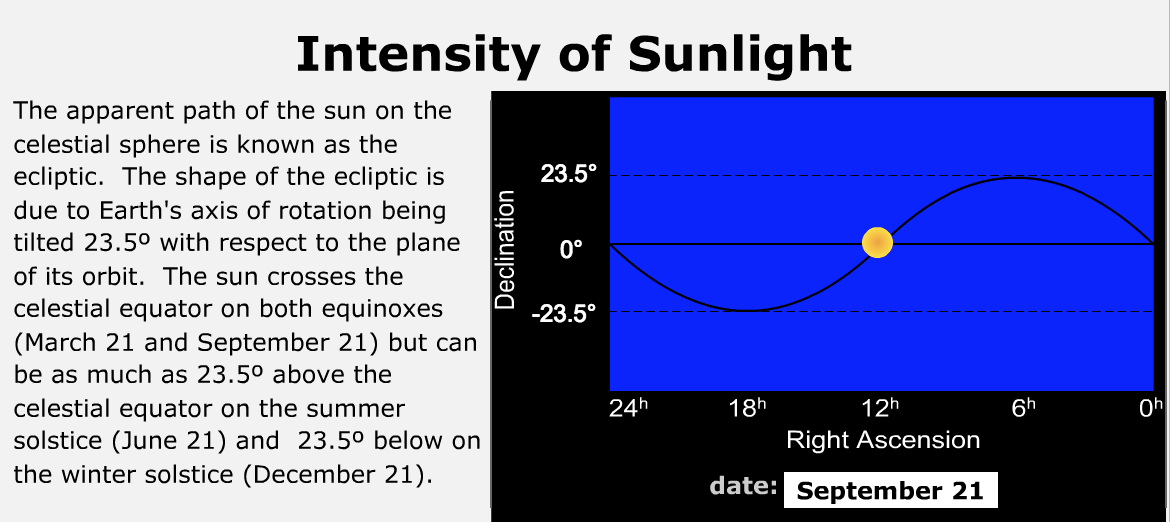 Intensity of Sunlight
The apparent path of the sun on the
celestial sphere is known as the
ecliptic.  The shape of the ecliptic is
due to Earth's axis of rotation being
tilted 23.5º with respect to the plane
of its orbit.  The sun crosses the
celestial equator on both equinoxes
(March 21 and September 21) but can
be as much as 23.5º above the
celestial equator on the summer
solstice (June 21) and  23.5º below on
the winter solstice (December 21).
Declination
23.5°
0°
-23.5°
24ʰ 18ʰ 12ʰ 6ʰ 0ʰ
Right Ascension
date: September 21